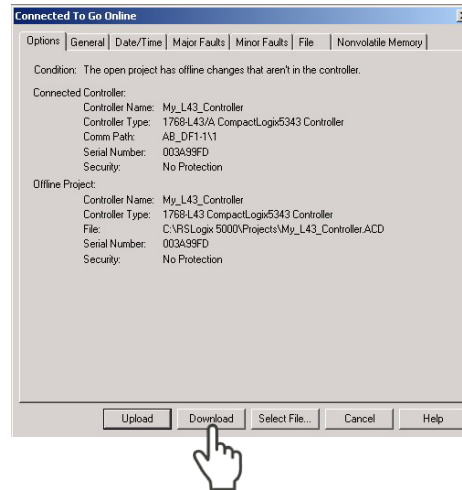 Connected To Go Online
Options General Date/Time Major Faults Minor Faults File Nonvolatile Memory
Condition: The open project has offline changes that aren't in the controller.
Connected Controller:
Controller Name: My_L43_Controller
Controller Type: 1768-L43/A CompactLogix5343 Controller
Comm Path: AB_DF1-1\1
Serial Number: 003A99FD
Security: No Protection
Offline Project:
Controller Name: My_L43_Controller
Controller Type: 1768-L43 CompactLogix5343 Controller
File: C:\RSLogix 5000\Projects\My_L43_Controller.ACD
Serial Number: 003A99FD
Security: No Protection
Upload Download Select File... Cancel Help